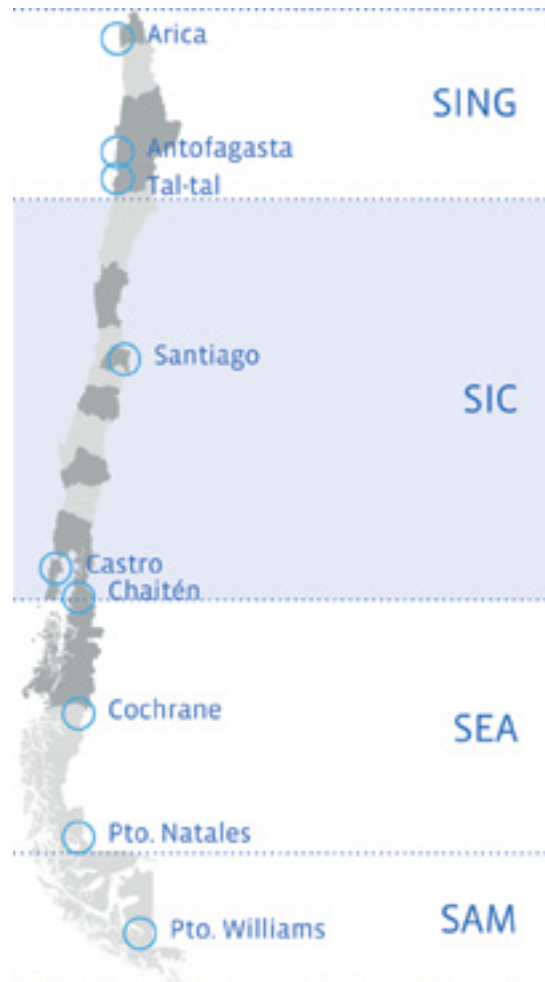 Arica
SING
Antofagasta
Tal-tal
Santiago
SIC
Castro
Chaitén
Cochrane
SEA
Pto. Natales
SAM
Pto. Williams